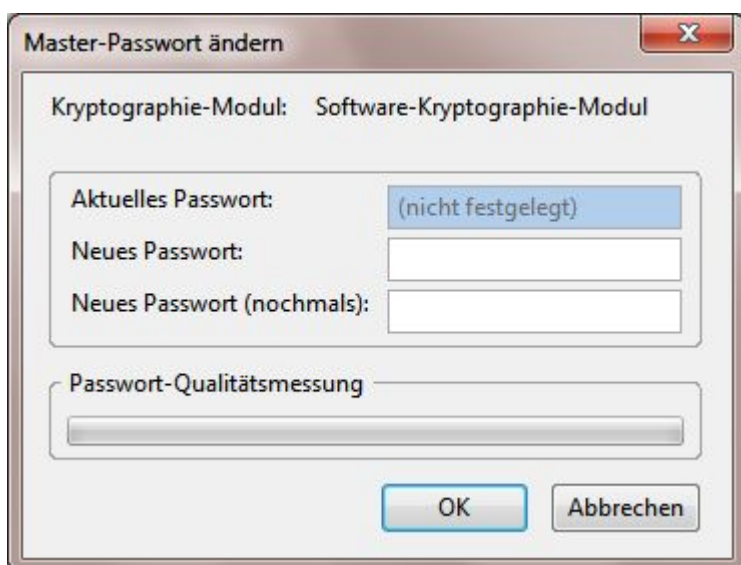 Master-Passwort ändern
Kryptographie-Modul: Software-Kryptographie-Modul
Aktuelles Passwort: (nicht festgelegt)
Neues Passwort:
Neues Passwort (nochmals):
Passwort-Qualitätsmessung
OK Abbrechen